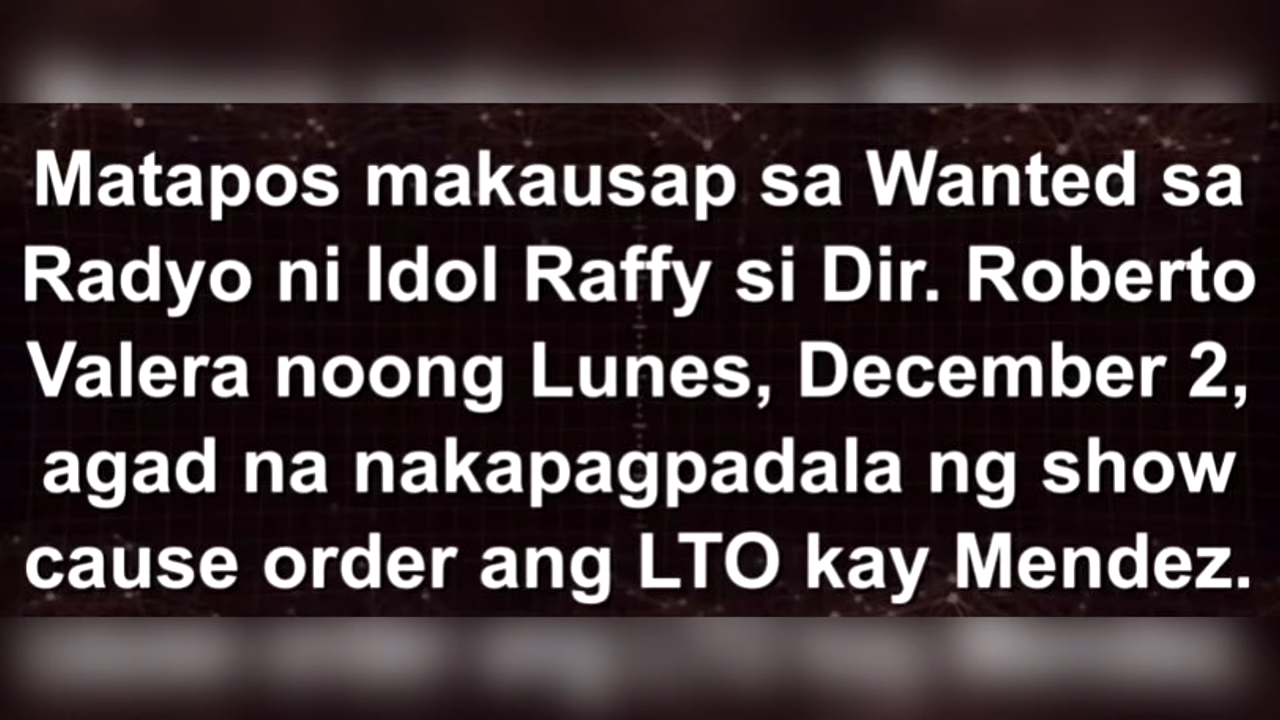 Matapos makausap sa Wanted sa
Radyo ni Idol Raffy si Dir. Roberto
Valera noong Lunes, December 2,
agad na nakapagpadala ng show
cause order ang LTO kay Mendez.